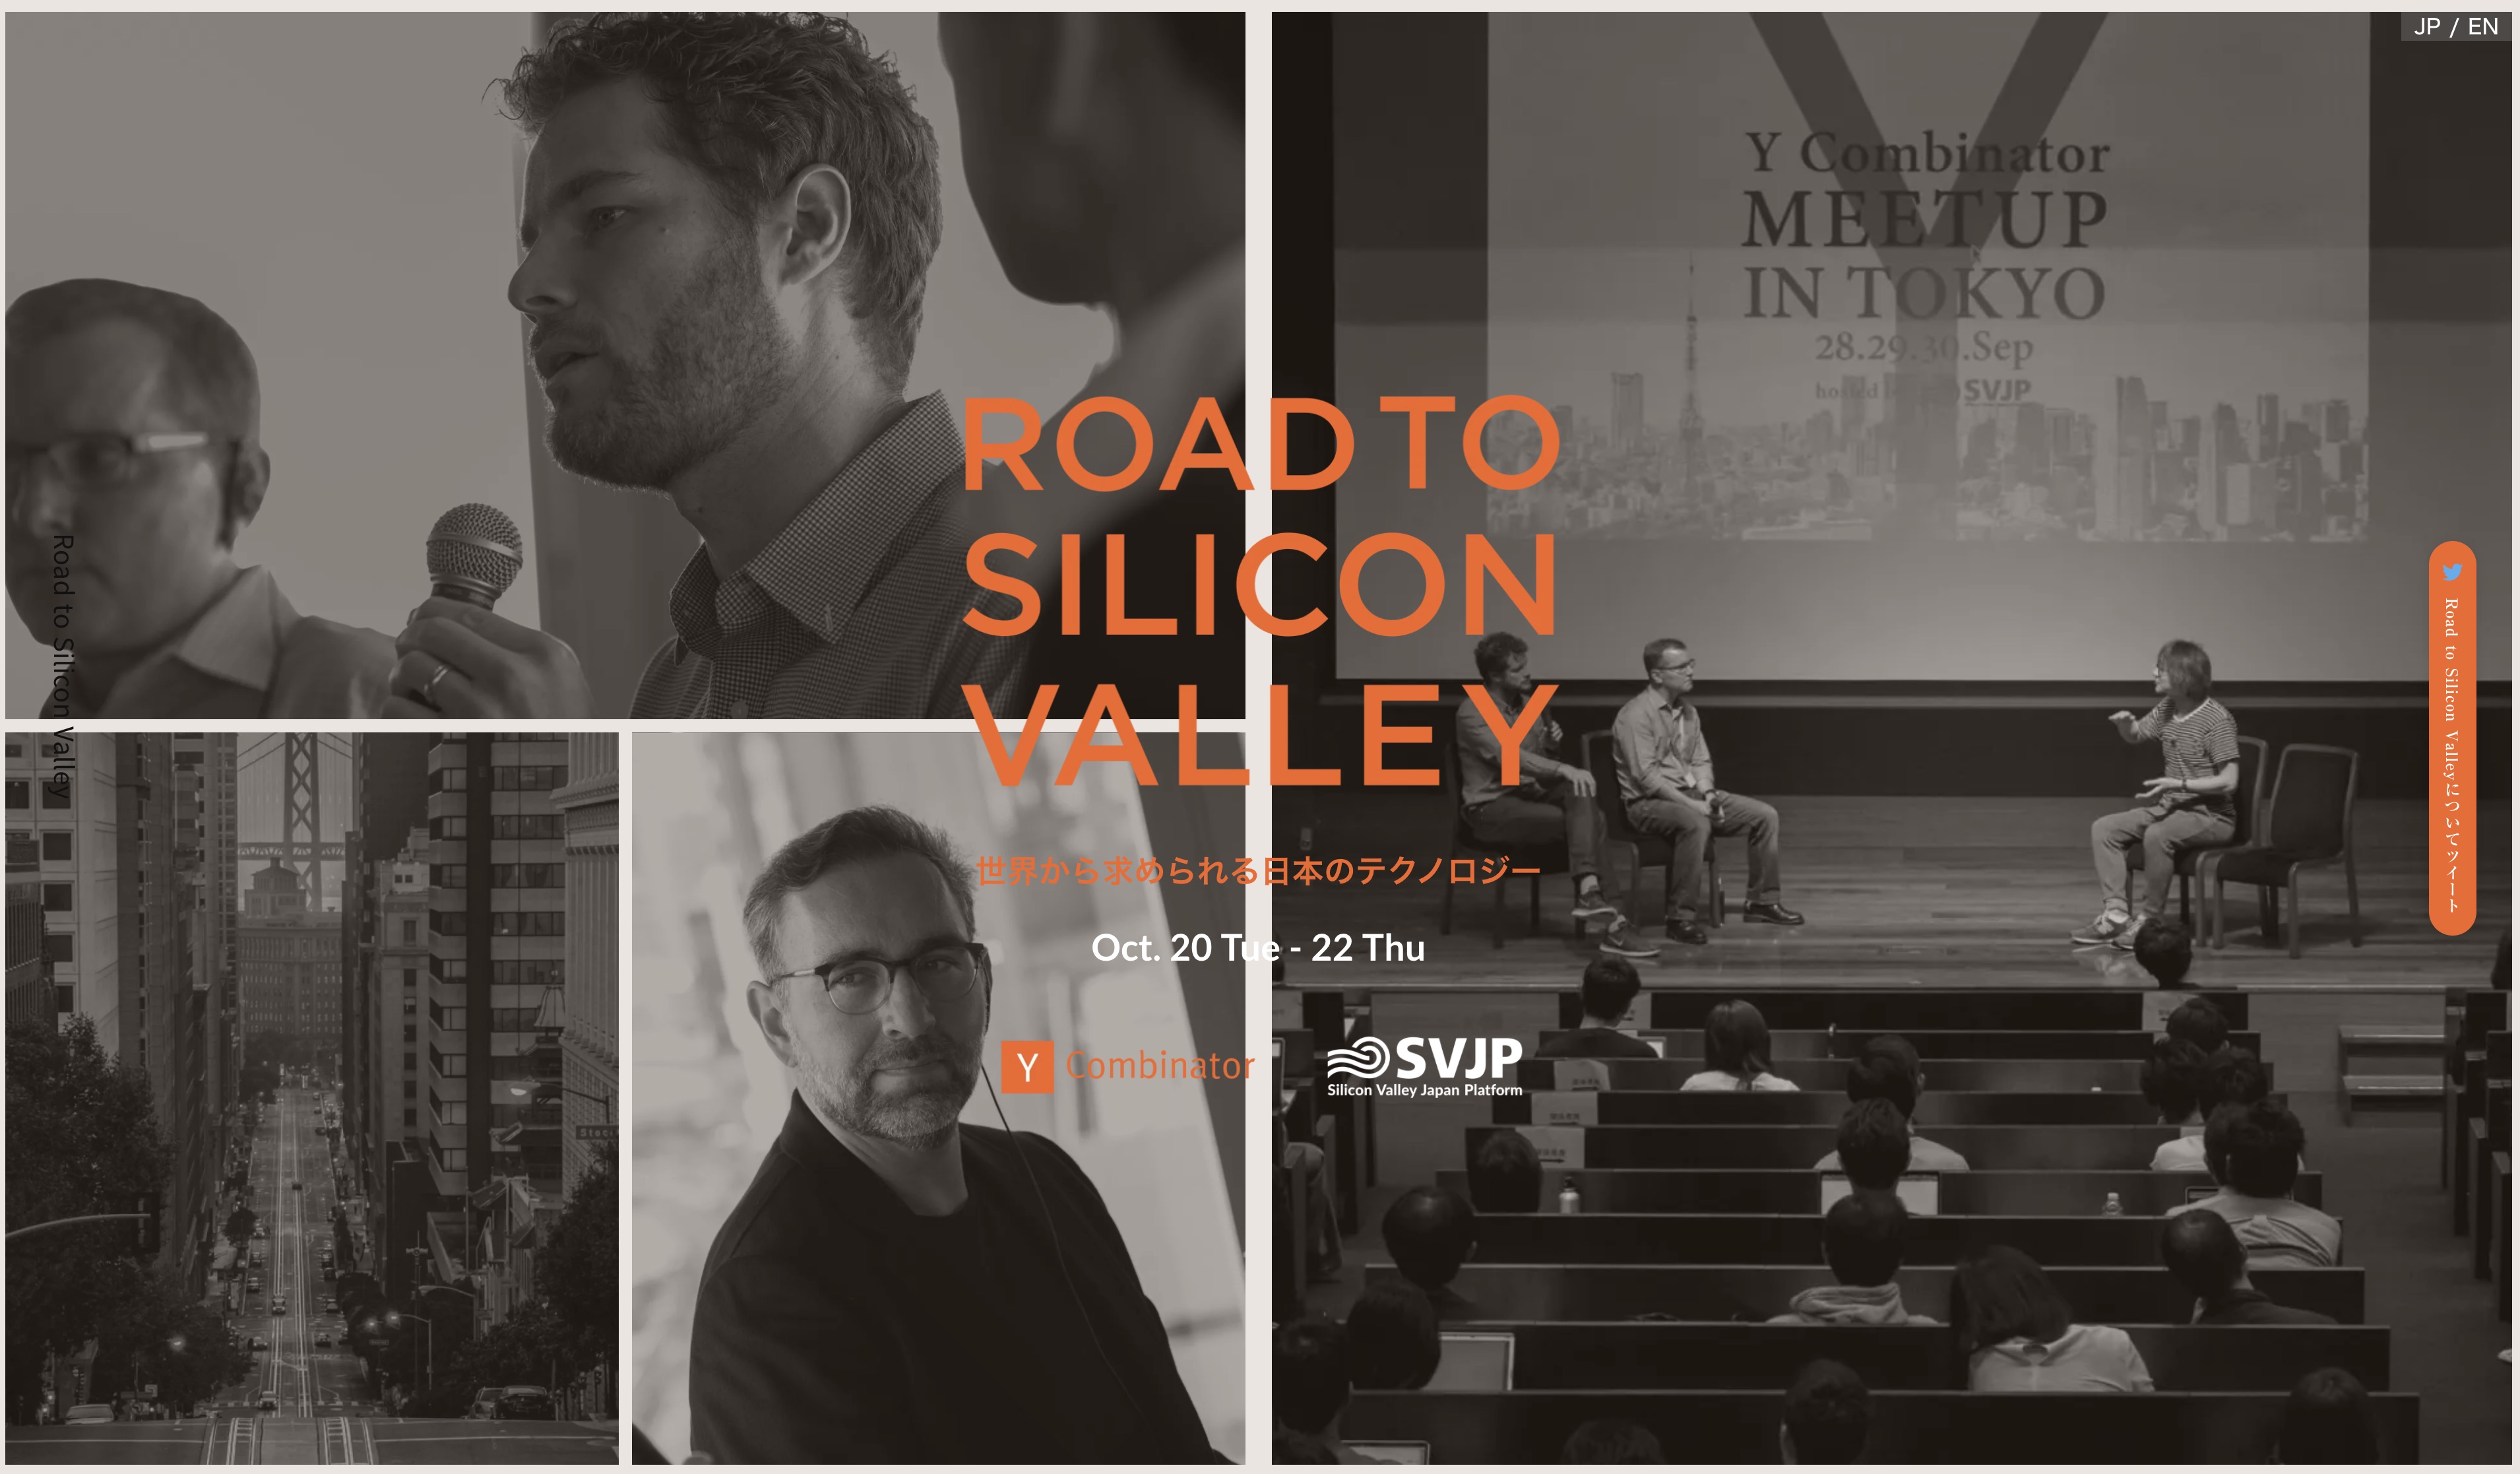 JP / EN
Y Combinator
MEETUP
IN TOKYO
28.29.30.Sep
SVJP
ROAD TO
SILICON
VALLEY
Road to Silicon Valley
Road to Silicon Valleyについてツイート
世界から求められる日本のテクノロジー
Oct. 20 Tue - 22 Thu
Y Combinator
SVJP
Silicon Valley Japan Platform